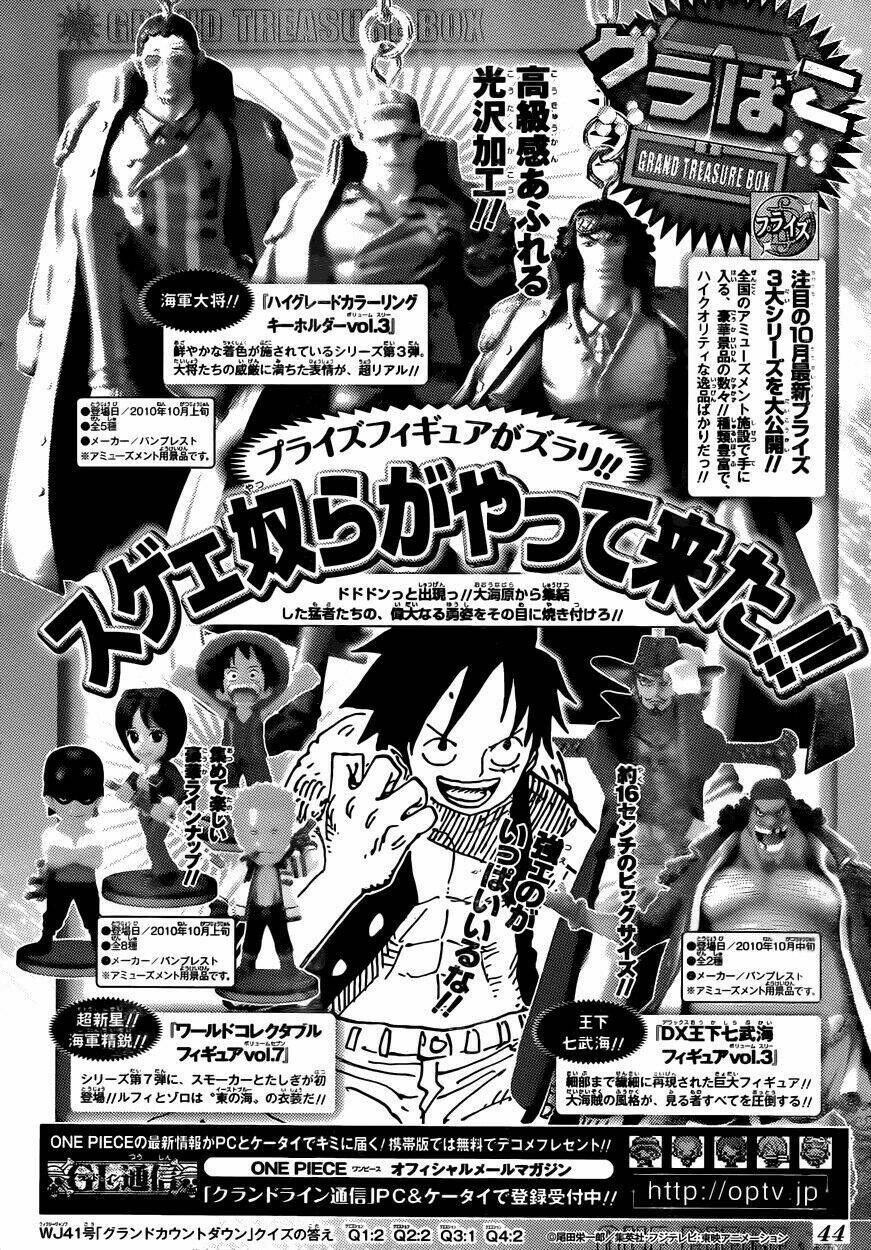 GRAND TREASURE BOX
グラばこ
GRAND TREASURE BOX
プライズ
注目の10月最新プライズ
3大シリーズを大公開!!
全国のアミューズメント施設で手に
入る、豪華景品の数々!! 種類豊富で、
ハイクオリティな逸品ばかりだっ!!
高級感あふれる
光沢加工!!
海軍大将!!
『ハイグレードカラーリング
キーホルダーvol.3』
鮮やかな着色が施されているシリーズ第3弾。
大将たちの威厳に満ちた表情が、超リアル!!
●登場日/2010年10月上旬
●全5種
●メーカー/バンプレスト
※アミューズメント用景品です。
プライズフィギュアがズラリ!!
スゲェ奴らがやって来た!!!
ドドドンっと出現っ!! 大海原から集結
した猛者たちの、偉大なる勇姿をその目に焼き付けろ!!
集めて楽しい
豪華ラインナップ!!
強ェのが
いっぱいいるな!!
約16センチのビッグサイズ!!
●登場日/2010年10月上旬
●全8種
●メーカー/バンプレスト
※アミューズメント用景品です。
●登場日/2010年10月中旬
●全2種
●メーカー/バンプレスト
※アミューズメント用景品です。
超新星!!
海軍精鋭!!
『ワールドコレクタブル
フィギュアvol.7』
シリーズ第7弾に、スモーカーとたしぎが初
登場!! ルフィとゾロは〝東の海〟の衣装だ!!
王下
七武海!!
『DX王下七武海
フィギュアvol.3』
細部まで繊細に再現された巨大フィギュア!!
大海賊の風格が、見る者すべてを圧倒する!!
ONE PIECEの最新情報がPCとケータイでキミに届く! 携帯版では無料でデコメプレゼント!!
GL通信
ONE PIECE ワンピース オフィシャルメールマガジン
「グランドライン通信」PC&ケータイで登録受付中!!
http://optv.jp
WJ41号「グランドカウントダウン」クイズの答え Q1:2 Q2:2 Q3:1 Q4:2
©尾田栄一郎/集英社・フジテレビ・東映アニメーション
44